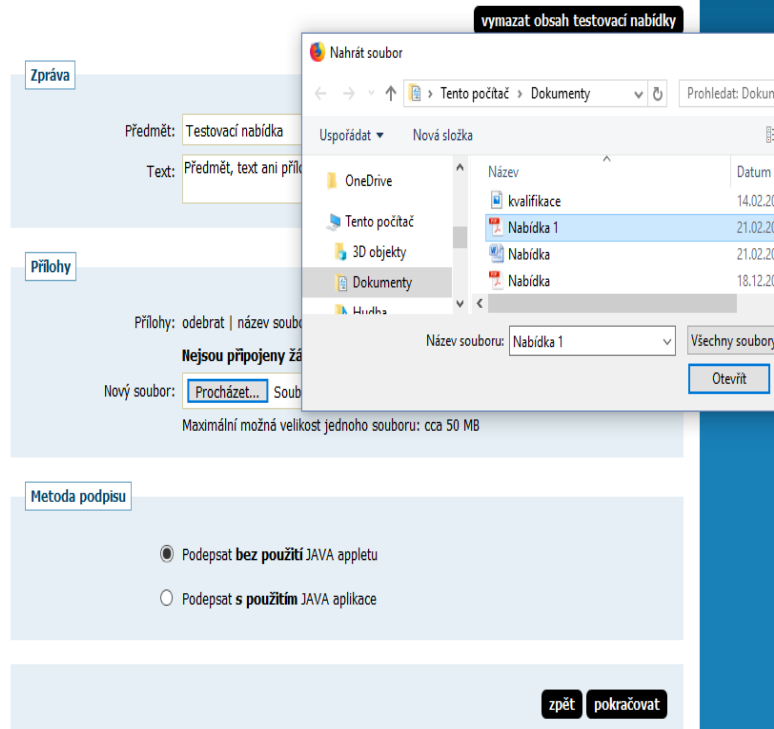 vymazat obsah testovací nabídky
Nahrát soubor
Tento počítač › Dokumenty
Prohledat: Dokun
Uspořádat
Nová složka
OneDrive
Tento počítač
3D objekty
Dokumenty
Hudba
Název
Datum
kvalifikace
14.02.20
Nabídka 1
21.02.20
Nabídka
21.02.20
Nabídka
18.12.20
Název souboru: Nabídka 1
Všechny soubory
Otevřít
Zpráva
Předmět: Testovací nabídka
Text: Předmět, text ani přílo
Přílohy
Přílohy: odebrat | název soubo
Nejsou připojeny žá
Nový soubor: Procházet... Soub
Maximální možná velikost jednoho souboru: cca 50 MB
Metoda podpisu
Podepsat bez použití JAVA appletu
Podepsat s použitím JAVA aplikace
zpět pokračovat